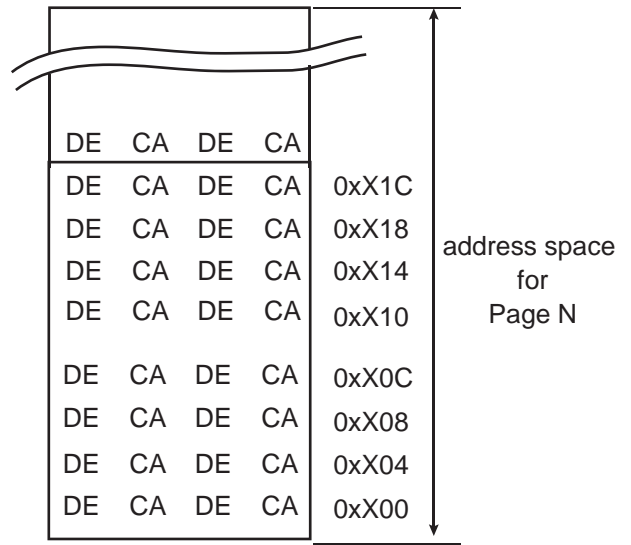 DE CA DE CA
DE CA DE CA 0xX1C
DE CA DE CA 0xX18
DE CA DE CA 0xX14
DE CA DE CA 0xX10
DE CA DE CA 0xX0C
DE CA DE CA 0xX08
DE CA DE CA 0xX04
DE CA DE CA 0xX00
address space
for
Page N